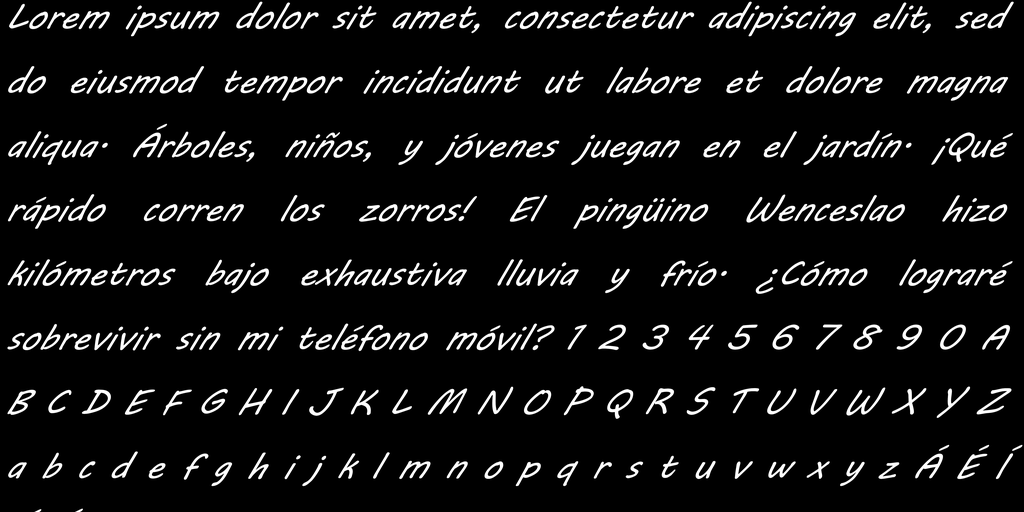 Lorem ipsum dolor sit amet, consectetur adipiscing elit, sed
do eiusmod tempor incididunt ut labore et dolore magna
aliqua. Árboles, niños, y jóvenes juegan en el jardín. ¡Qué
rápido corren los zorros! El pingüino Wenceslao hizo
kilómetros bajo exhaustiva lluvia y frío. ¿Cómo lograré
sobrevivir sin mi teléfono móvil? 1 2 3 4 5 6 7 8 9 0 A
B C D E F G H I J K L M N O P Q R S T U V W X Y Z
a b c d e f g h i j k l m n o p q r s t u v w x y z Á É Í